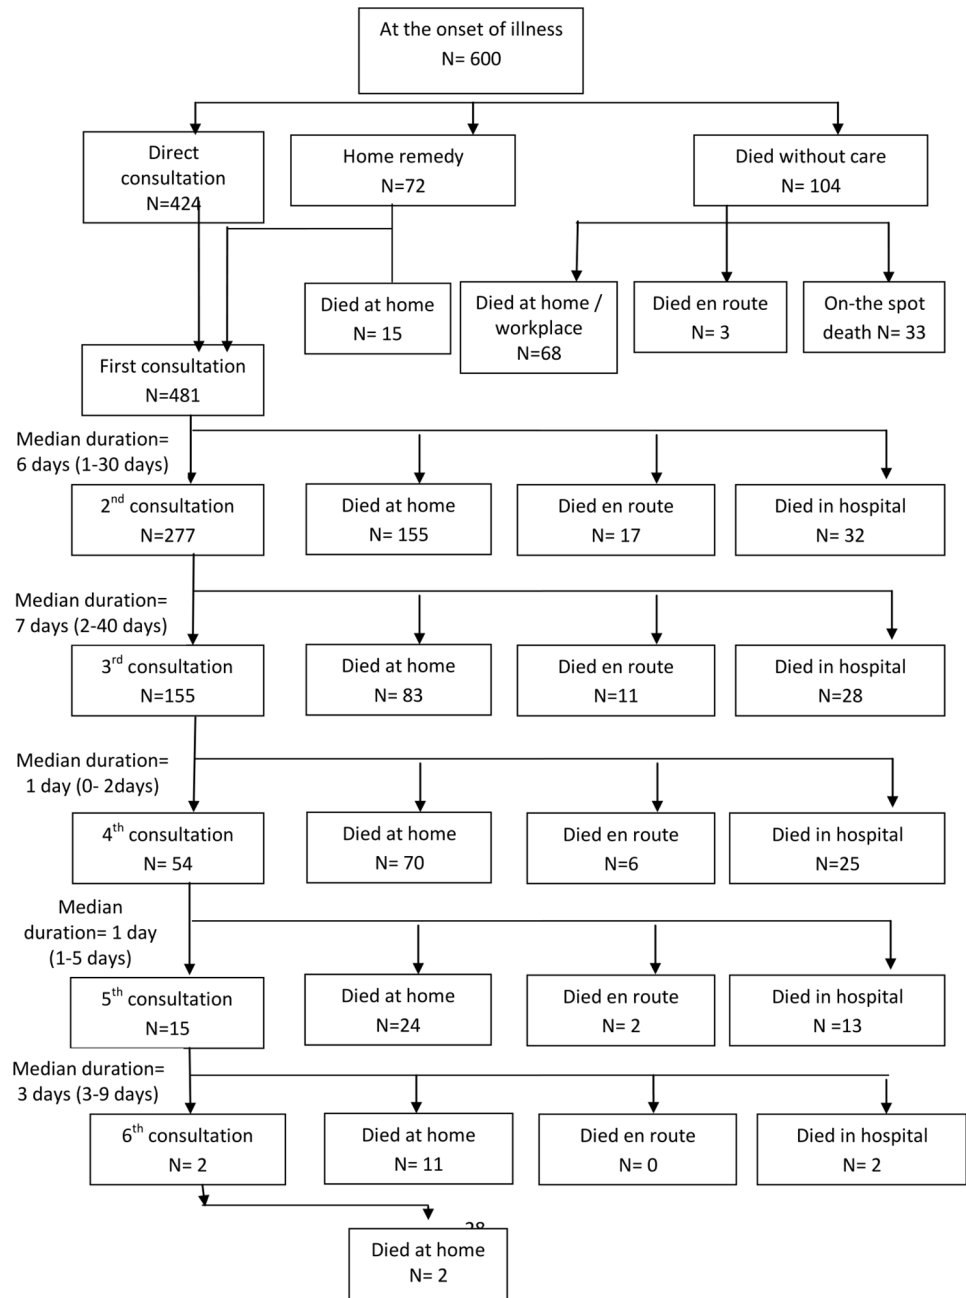 At the onset of illness
N= 600
Direct
consultation
N=424
Home remedy
N=72
Died without care
N= 104
Died at home
N= 15
Died at home /
workplace
N=68
Died en route
N= 3
On-the spot
death N= 33
First consultation
N=481
Median duration=
6 days (1-30 days)
2nd consultation
N=277
Died at home
N= 155
Died en route
N= 17
Died in hospital
N= 32
Median duration=
7 days (2-40 days)
3rd consultation
N=155
Died at home
N= 83
Died en route
N=11
Died in hospital
N=28
Median duration=
1 day (0- 2days)
4th consultation
N= 54
Died at home
N= 70
Died en route
N=6
Died in hospital
N=25
Median
duration= 1 day
(1-5 days)
5th consultation
N=15
Died at home
N=24
Died en route
N= 2
Died in hospital
N =13
Median duration=
3 days (3-9 days)
6th consultation
N= 2
Died at home
N= 11
Died en route
N= 0
Died in hospital
N= 2
Died at home
N= 2